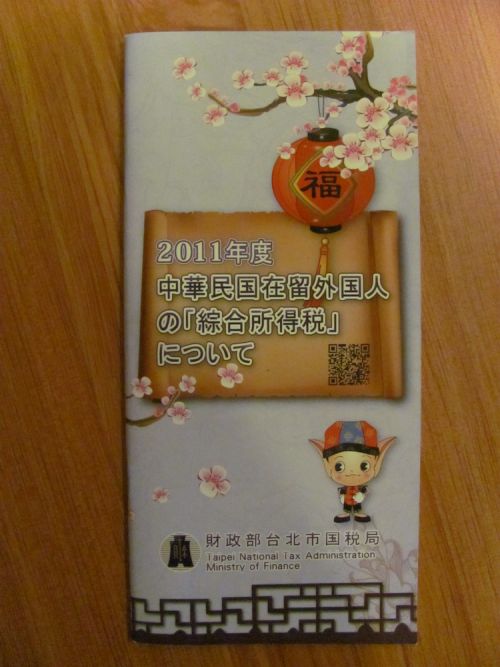 福
2011年度
中華民国在留外国人
の「綜合所得税」
について
財政部台北市国税局
Taipei National Tax Administration
Ministry of Finance